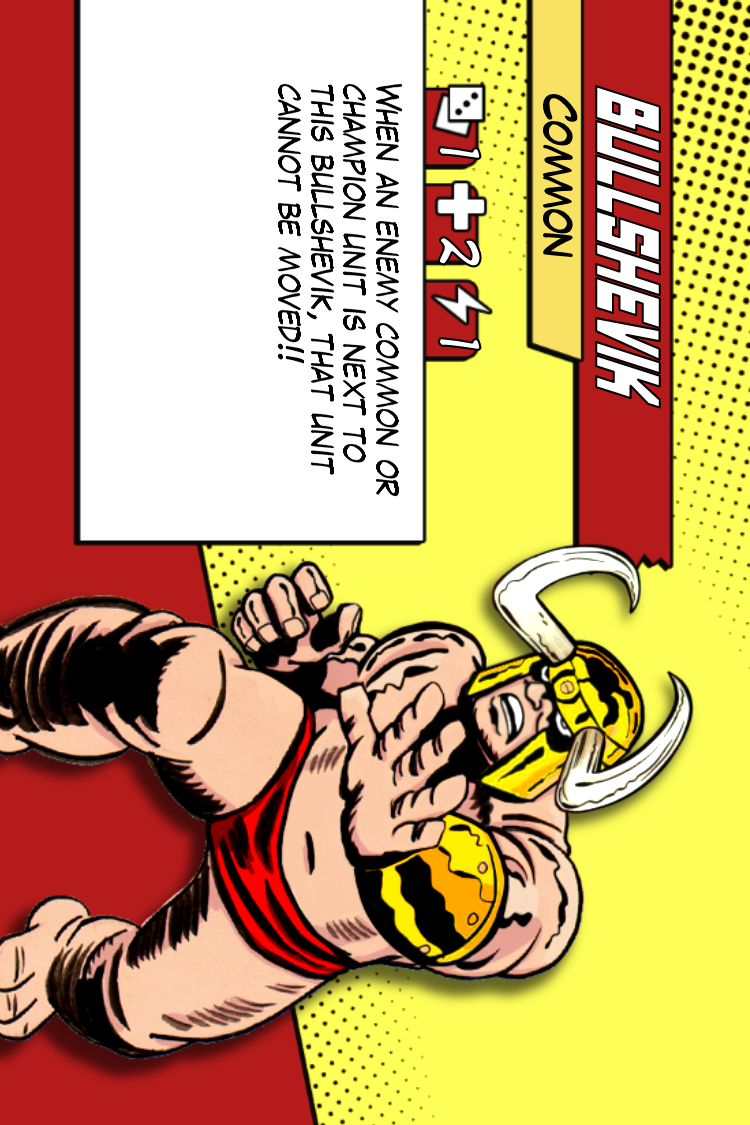 BULLSHEVIK
COMMON
1 2 1
WHEN AN ENEMY COMMON OR
CHAMPION UNIT IS NEXT TO
THIS BULLSHEVIK, THAT UNIT
CANNOT BE MOVED!!